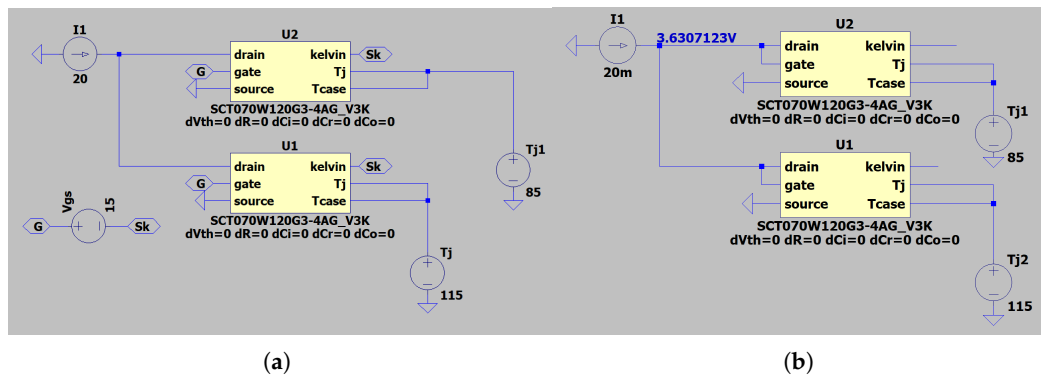 I1
20
U2
drain
gate
source
kelvin
Tj
Tcase
G
Sk
SCT070W120G3-4AG_V3K
dVth=0 dR=0 dCi=0 dCr=0 dCo=0
Tj1
85
U1
drain
gate
source
kelvin
Tj
Tcase
G
Sk
SCT070W120G3-4AG_V3K
dVth=0 dR=0 dCi=0 dCr=0 dCo=0
Vgs
15
G
Sk
Tj
115
(a)
I1
20m
3.6307123V
U2
drain
gate
source
kelvin
Tj
Tcase
SCT070W120G3-4AG_V3K
dVth=0 dR=0 dCi=0 dCr=0 dCo=0
Tj1
85
U1
drain
gate
source
kelvin
Tj
Tcase
SCT070W120G3-4AG_V3K
dVth=0 dR=0 dCi=0 dCr=0 dCo=0
Tj2
115
(b)